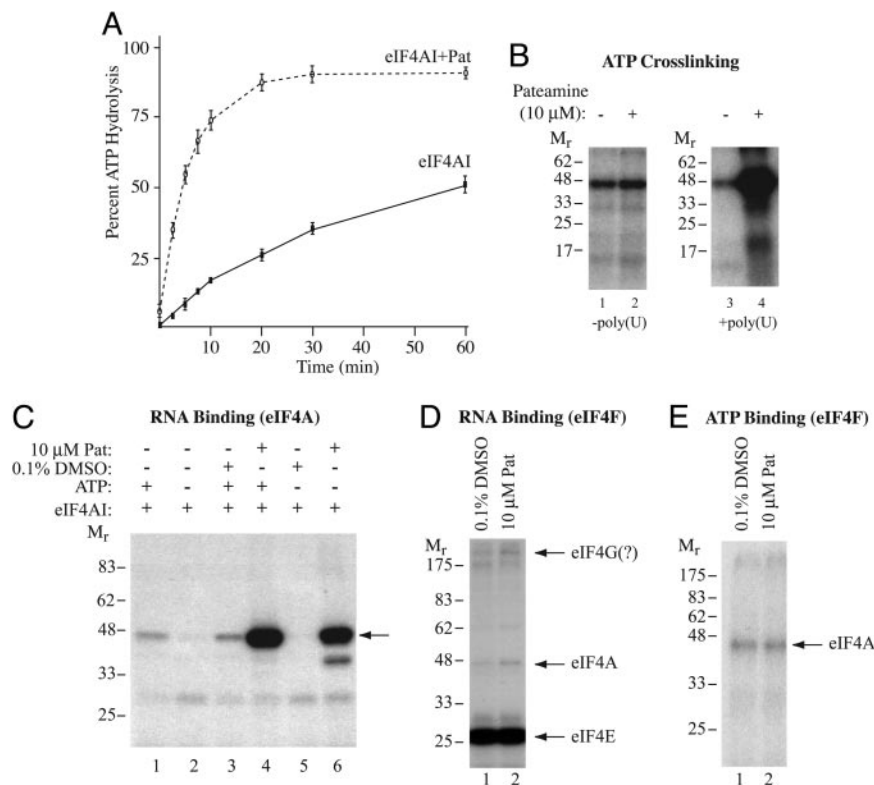 A
Percent ATP Hydrolysis
100
75
50
25
eIF4AI+Pat
eIF4AI
10 20 30 40 50 60
Time (min)
B
ATP Crosslinking
Pateamine
(10 μM): - + - +
Mr
62
48
33
25
17
1 2
-poly(U)
Mr
62
48
33
25
17
3 4
+poly(U)
C
RNA Binding (eIF4A)
10 μM Pat: - - - + - +
0.1% DMSO: - - + - + -
ATP: + - + + - -
eIF4AI: + + + + + +
Mr
83
62
48
33
25
1 2 3 4 5 6
D
RNA Binding (eIF4F)
0.1% DMSO
10 μM Pat
Mr
175
83
62
48
33
25
eIF4G(?)
eIF4A
eIF4E
1 2
E
ATP Binding (eIF4F)
0.1% DMSO
10 μM Pat
Mr
175
83
62
48
33
25
eIF4A
1 2